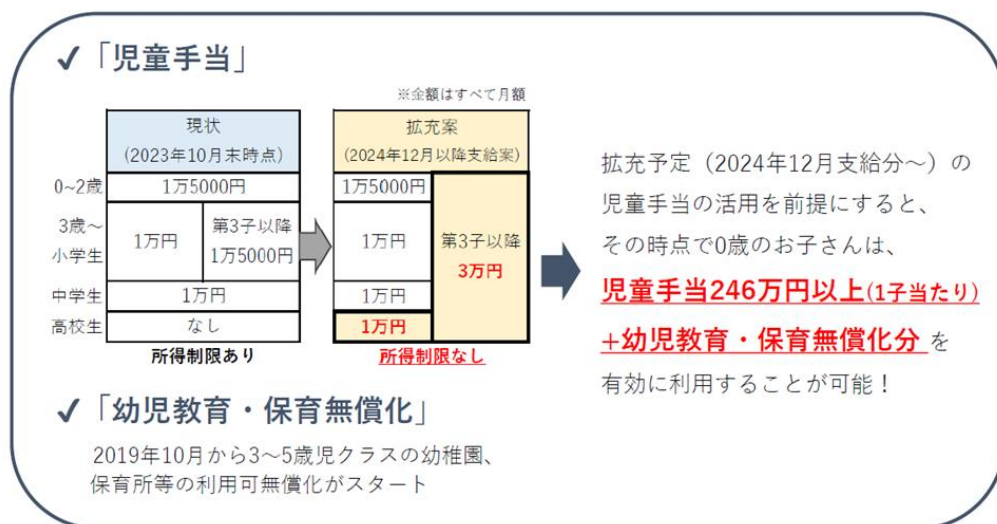 ✓「児童手当」
※金額はすべて月額
現状
(2023年10月末時点)
拡充案
(2024年12月以降支給案)
0~2歳
1万5000円
1万5000円
3歳~
小学生
1万円
第3子以降
1万5000円
1万円
第3子以降
3万円
中学生
1万円
1万円
高校生
なし
1万円
所得制限あり
所得制限なし
拡充予定（2024年12月支給分~）の
児童手当の活用を前提にすると、
その時点で0歳のお子さんは、
児童手当246万円以上(1子当たり)
+幼児教育・保育無償化分 を
有効に利用することが可能！
✓「幼児教育・保育無償化」
2019年10月から3~5歳児クラスの幼稚園、
保育所等の利用可無償化がスタート